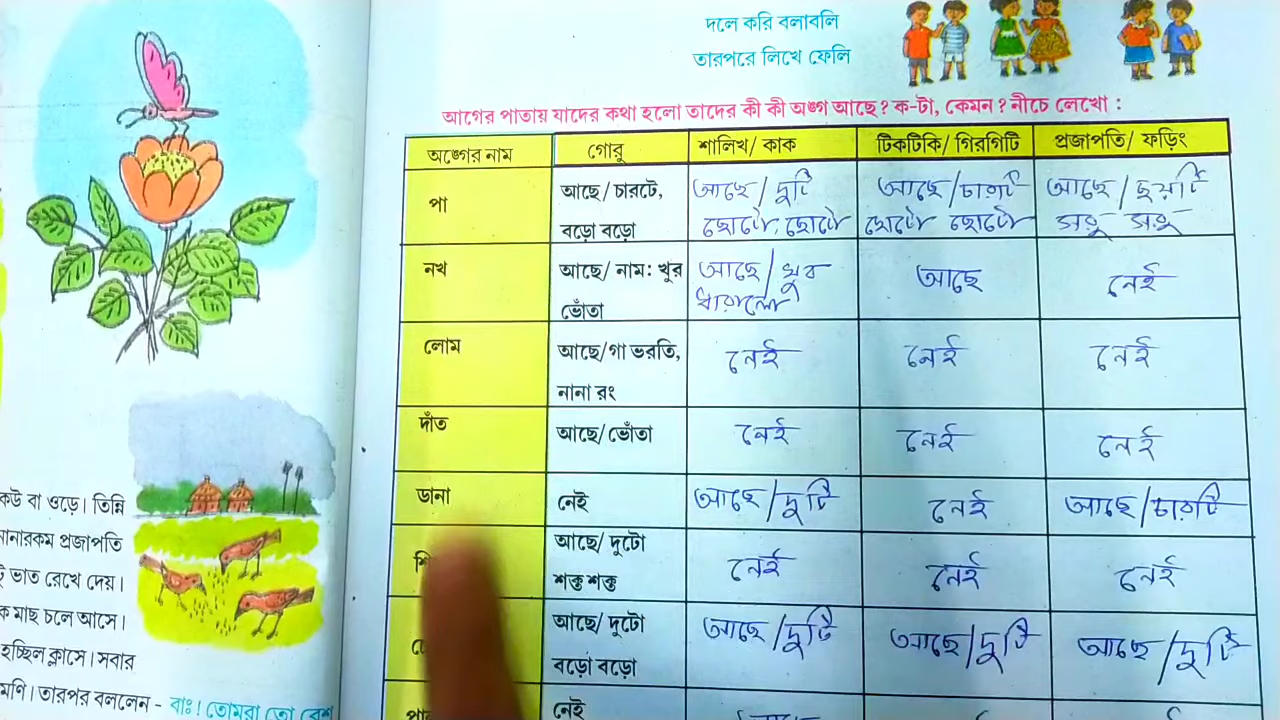 কেউ বা ওড়ে। তিন্নি
নানারকম প্রজাপতি
ভাত রেখে দেয়।
ক মাছ চলে আসে।
হচ্ছিল ক্লাসে। সবার
মণি। তারপর বললেন - বাঃ! তোমরা তো বেশ
দলে করি বলাবলি
তারপরে লিখে ফেলি
আগের পাতায় যাদের কথা হলো তাদের কী কী অঙ্গ আছে? ক-টা, কেমন? নীচে লেখো :
অঙ্গের নাম গোরু শালিখ/ কাক টিকটিকি/ গিরগিটি প্রজাপতি/ ফড়িং
পা আছে/ চারটে, আছে/দুটি আছে/চারটি আছে/ছয়টি
বড়ো বড়ো ছোটো, ছোটো ছোটো ছোটো সরু সরু
নখ আছে/ নাম: খুর আছে/খুব আছে নেই
ভোঁতা ধারালো
লোম আছে/গা ভরতি, নেই নেই নেই
নানা রং
দাঁত আছে/ ভোঁতা নেই নেই নেই
ডানা নেই আছে/দুটি নেই আছে/চারটি
আছে/ দুটো নেই নেই নেই
শক্ত শক্ত
আছে/ দুটো আছে/দুটি আছে/দুটি আছে/দুটি
বড়ো বড়ো
নেই